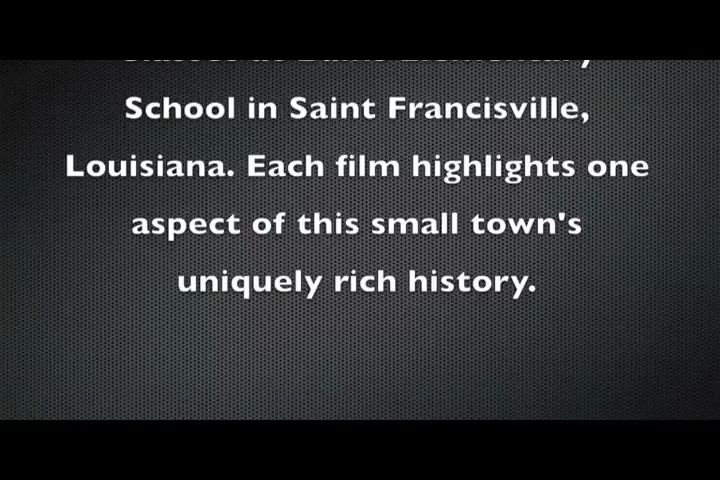 School in Saint Francisville,
Louisiana. Each film highlights one
aspect of this small town's
uniquely rich history.